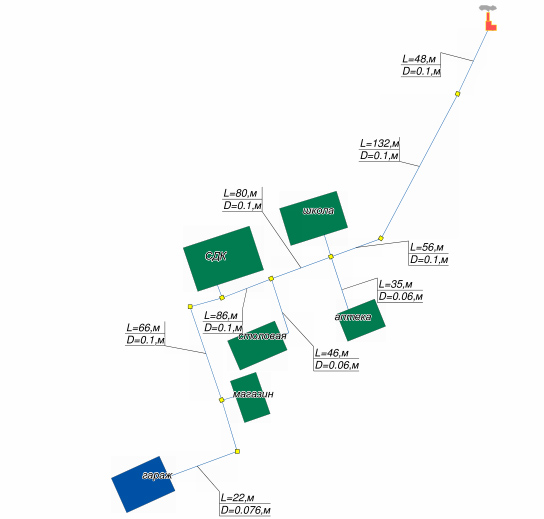 L=48,м
D=0.1,м
L=132,м
D=0.1,м
L=80,м
D=0.1,м
школа
L=56,м
D=0.1,м
СДК
L=35,м
D=0.06,м
L=86,м
D=0.1,м
аптека
L=66,м
D=0.1,м
столовая
L=46,м
D=0.06,м
магазин
гараж
L=22,м
D=0.076,м